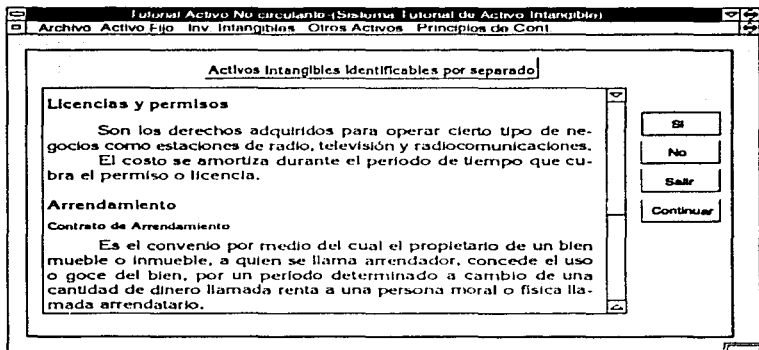 Tutorial Activo No circulante (Sistema Tutorial de Activo Intangible)
Archivo Activo Fijo Inv. Intangibles Otros Activos Principios de Cont.
Activos Intangibles Identificables por separado
Licencias y permisos
Son los derechos adquiridos para operar cierto tipo de ne-
gocios como estaciones de radio, televisión y radiocomunicaciones.
El costo se amortiza durante el período de tiempo que cu-
bra el permiso o licencia.
Arrendamiento
Contrato de Arrendamiento
Es el convenio por medio del cual el propietario de un bien
mueble o inmueble, a quien se llama arrendador, concede el uso
o goce del bien, por un período determinado a cambio de una
cantidad de dinero llamada renta a una persona moral o física lla-
mada arrendatario.
Si
No
Salir
Continuar